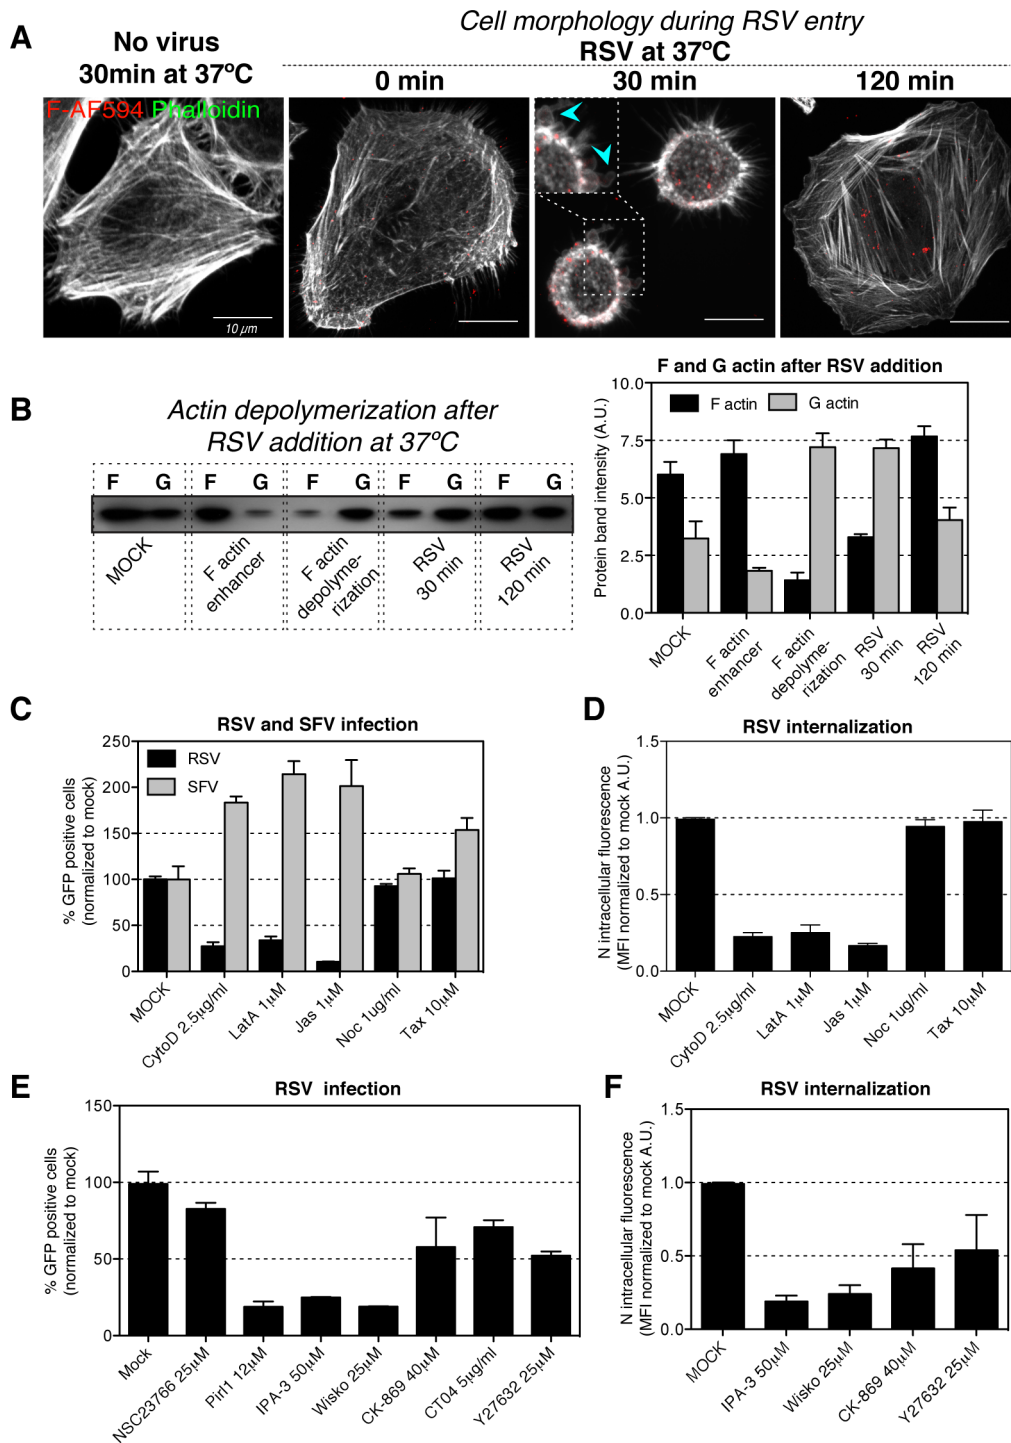 A
Cell morphology during RSV entry
No virus
30min at 37ºC
RSV at 37ºC
0 min
30 min
120 min
F-AF594 Phalloidin
10 µm
B
Actin depolymerization after
RSV addition at 37ºC
F G F G F G F G F G
MOCK
F actin
enhancer
F actin
depolyme-
rization
RSV
30 min
RSV
120 min
F and G actin after RSV addition
Protein band intensity (A.U.)
10.0
7.5
5.0
2.5
0.0
F actin
G actin
MOCK
F actin
enhancer
F actin
depolyme-
rization
RSV
30 min
RSV
120 min
C
RSV and SFV infection
% GFP positive cells
(normalized to mock)
250
200
150
100
50
0
RSV
SFV
MOCK
CytoD 2.5µg/ml
LatA 1µM
Jas 1µM
Noc 1ug/ml
Tax 10µM
D
RSV internalization
N intracellular fluorescence
(MFI normalized to mock A.U.)
1.5
1.0
0.5
0.0
MOCK
CytoD 2.5µg/ml
LatA 1µM
Jas 1µM
Noc 1ug/ml
Tax 10µM
E
RSV infection
% GFP positive cells
(normalized to mock)
150
100
50
0
Mock
NSC23766 25µM
Pirl1 12µM
IPA-3 50µM
Wisko 25µM
CK-869 40µM
CT04 5µg/ml
Y27632 25µM
F
RSV internalization
N intracellular fluorescence
(MFI normalized to mock A.U.)
1.5
1.0
0.5
0.0
MOCK
IPA-3 50µM
Wisko 25µM
CK-869 40µM
Y27632 25µM